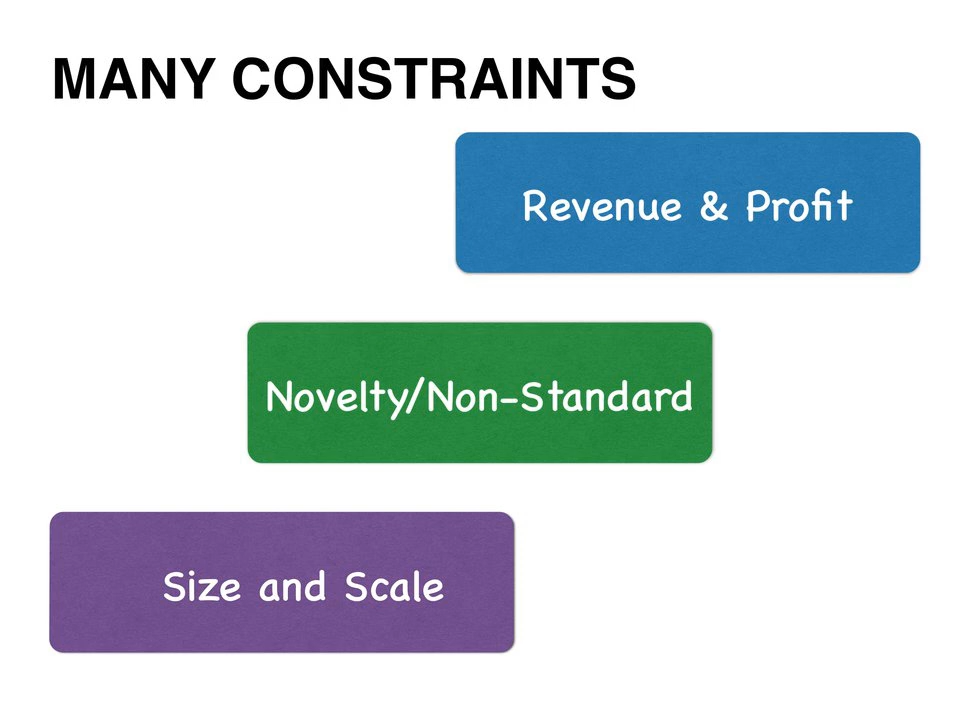 MANY CONSTRAINTS
Revenue & Profit
Novelty/Non-Standard
Size and Scale